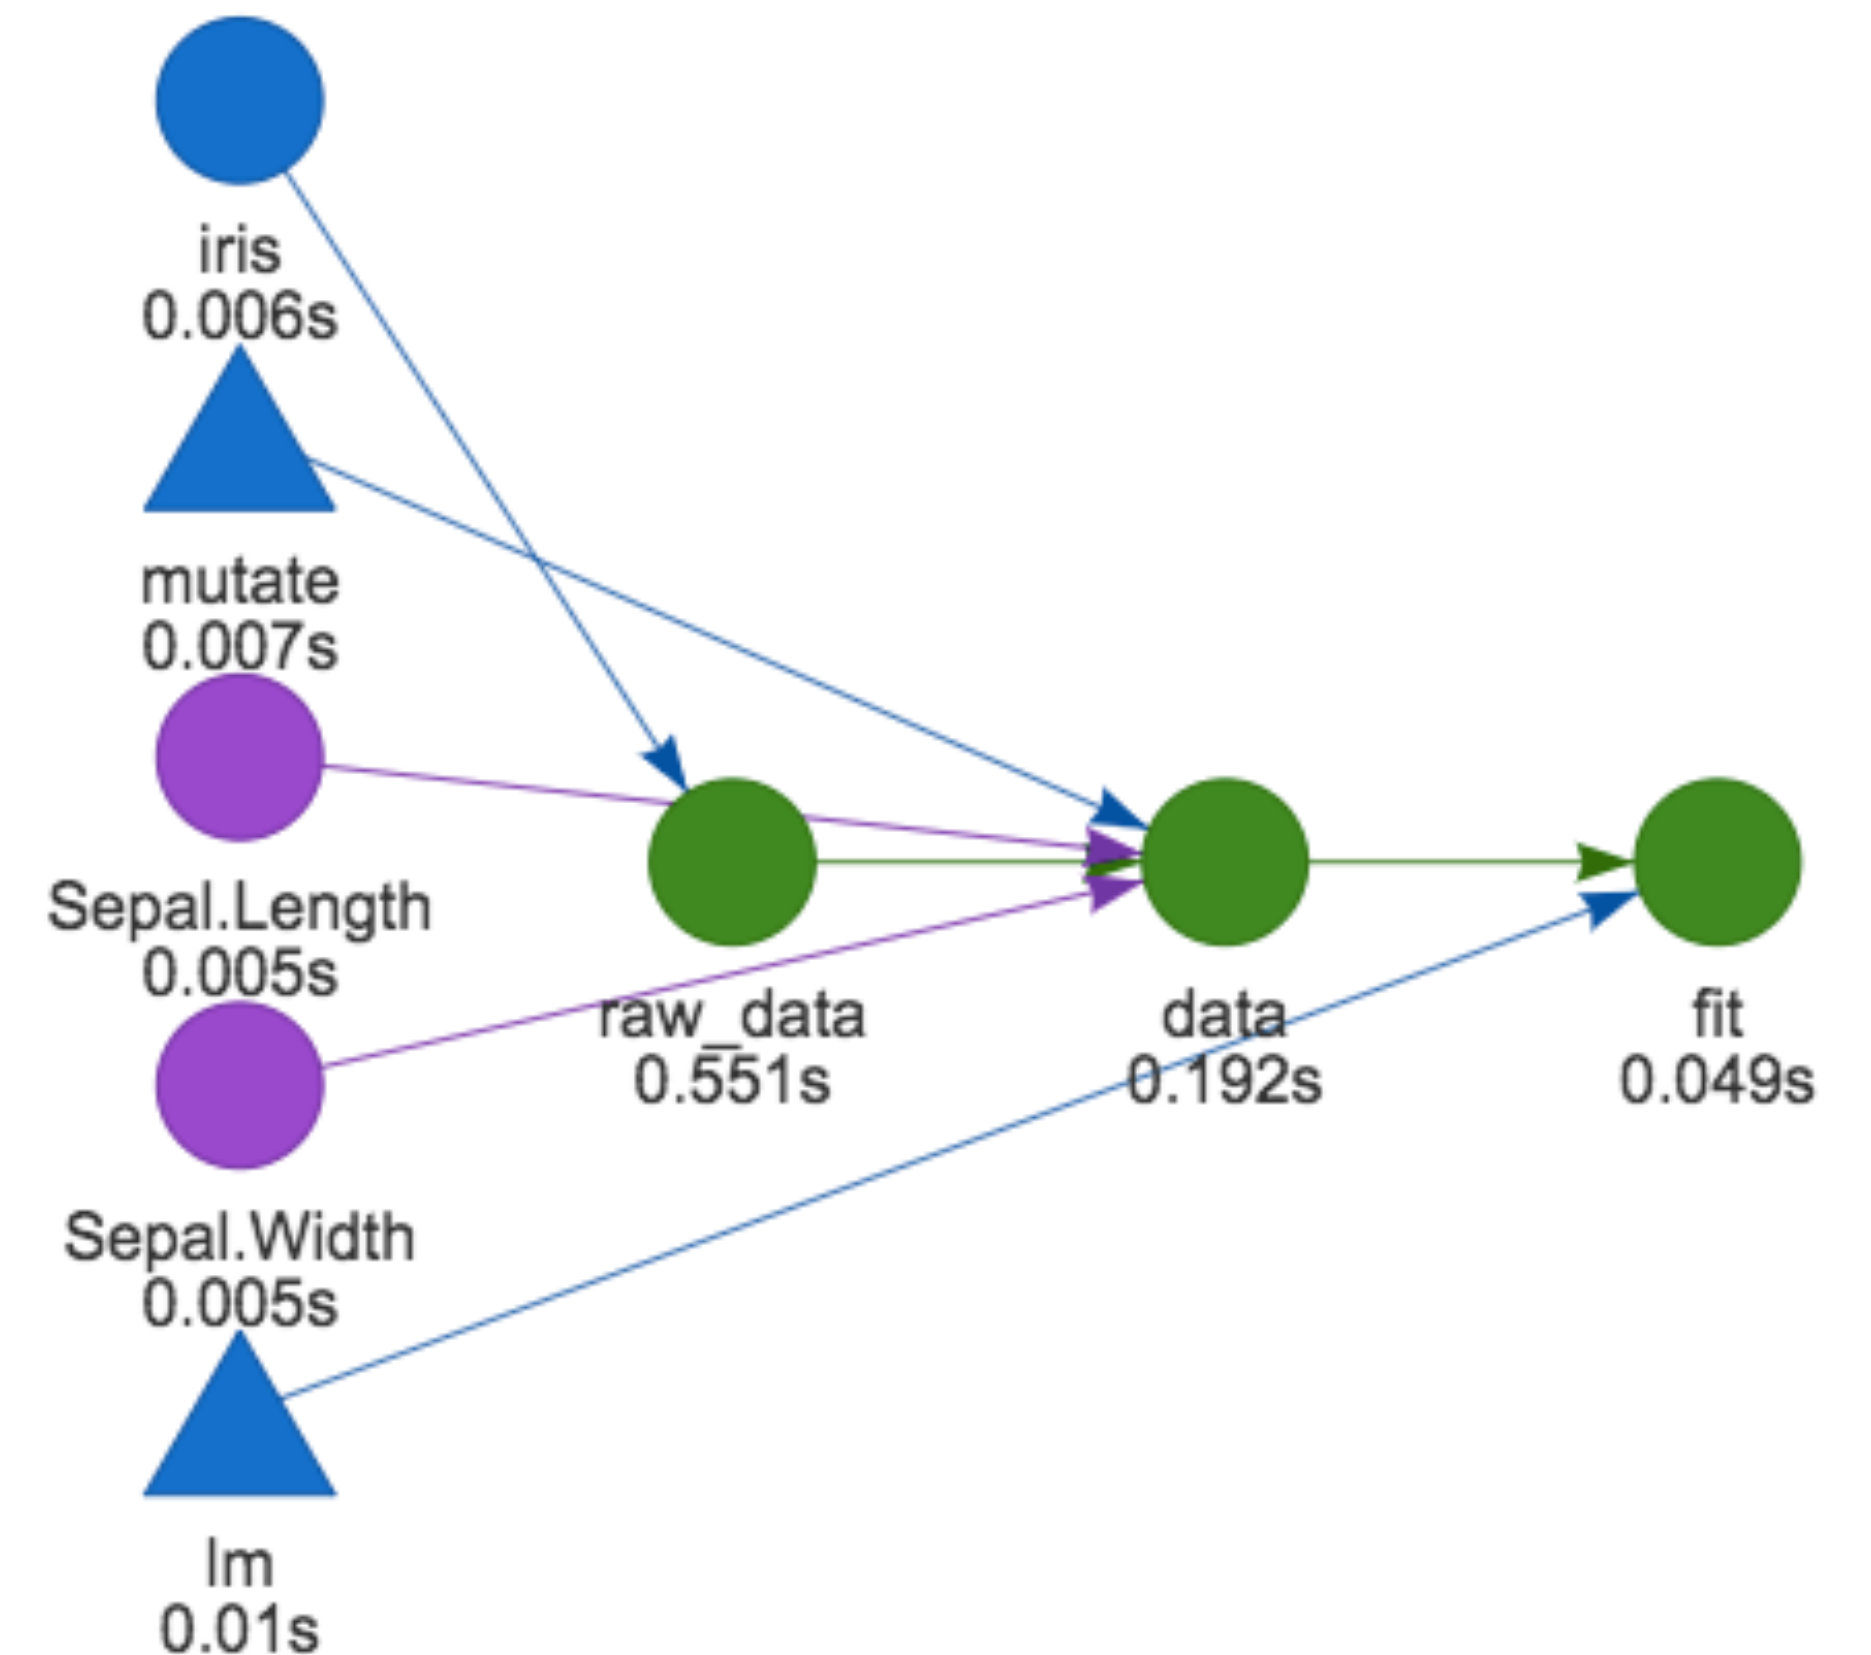 iris
0.006s
mutate
0.007s
Sepal.Length
0.005s
Sepal.Width
0.005s
lm
0.01s
raw_data
0.551s
data
0.192s
fit
0.049s